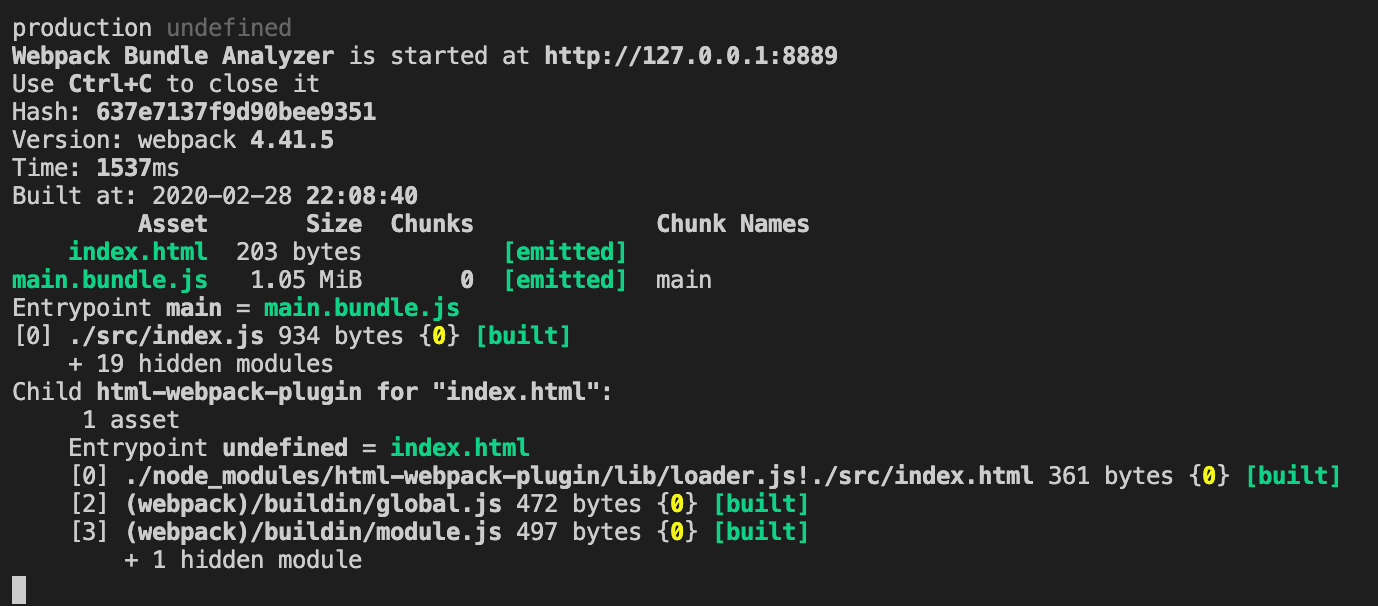 production undefined
Webpack Bundle Analyzer is started at http://127.0.0.1:8889
Use Ctrl+C to close it
Hash: 637e7137f9d90bee9351
Version: webpack 4.41.5
Time: 1537ms
Built at: 2020-02-28 22:08:40
Asset Size Chunks Chunk Names
index.html 203 bytes [emitted]
main.bundle.js 1.05 MiB 0 [emitted] main
Entrypoint main = main.bundle.js
[0] ./src/index.js 934 bytes {0} [built]
+ 19 hidden modules
Child html-webpack-plugin for "index.html":
1 asset
Entrypoint undefined = index.html
[0] ./node_modules/html-webpack-plugin/lib/loader.js!./src/index.html 361 bytes {0} [built]
[2] (webpack)/buildin/global.js 472 bytes {0} [built]
[3] (webpack)/buildin/module.js 497 bytes {0} [built]
+ 1 hidden module